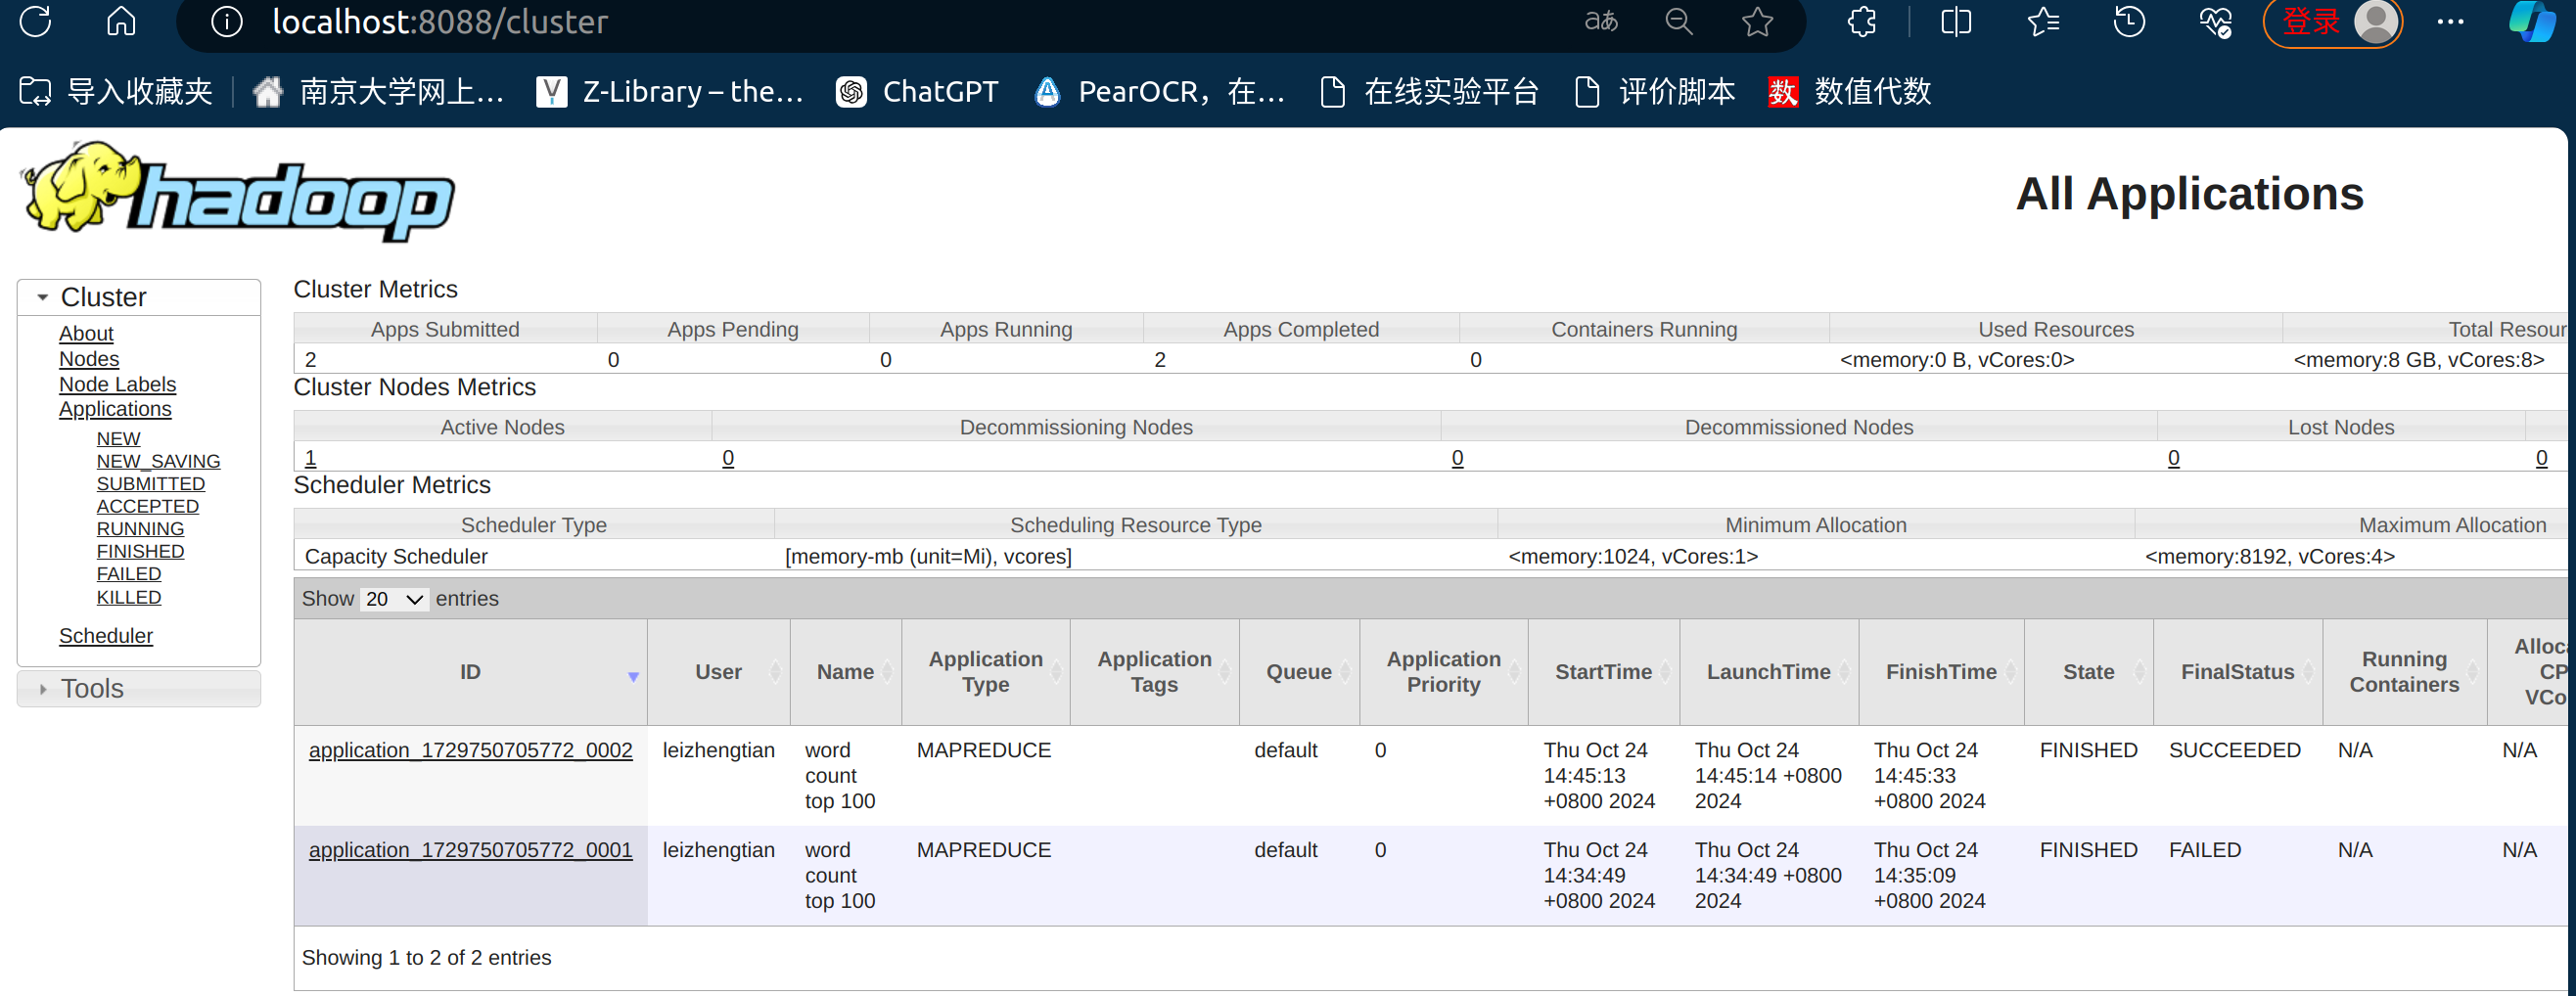 localhost:8088/cluster
登录
导入收藏夹 南京大学网上... Z-Library – the... ChatGPT PearOCR，在... 在线实验平台 评价脚本 数 数值代数
hadoop
All Applications
Cluster
About
Nodes
Node Labels
Applications
NEW
NEW_SAVING
SUBMITTED
ACCEPTED
RUNNING
FINISHED
FAILED
KILLED
Scheduler
Tools
Cluster Metrics
Apps Submitted Apps Pending Apps Running Apps Completed Containers Running Used Resources Total Resour
2 0 0 2 0 <memory:0 B, vCores:0> <memory:8 GB, vCores:8>
Cluster Nodes Metrics
Active Nodes Decommissioning Nodes Decommissioned Nodes Lost Nodes
1 0 0 0 0
Scheduler Metrics
Scheduler Type Scheduling Resource Type Minimum Allocation Maximum Allocation
Capacity Scheduler [memory-mb (unit=Mi), vcores] <memory:1024, vCores:1> <memory:8192, vCores:4>
Show 20 entries
ID User Name Application Type Application Tags Queue Application Priority StartTime LaunchTime FinishTime State FinalStatus Running Containers Alloca CP VCo
application_1729750705772_0002 leizhengtian word count top 100 MAPREDUCE default 0 Thu Oct 24 14:45:13 +0800 2024 Thu Oct 24 14:45:14 +0800 2024 Thu Oct 24 14:45:33 +0800 2024 FINISHED SUCCEEDED N/A N/A
application_1729750705772_0001 leizhengtian word count top 100 MAPREDUCE default 0 Thu Oct 24 14:34:49 +0800 2024 Thu Oct 24 14:34:49 +0800 2024 Thu Oct 24 14:35:09 +0800 2024 FINISHED FAILED N/A N/A
Showing 1 to 2 of 2 entries